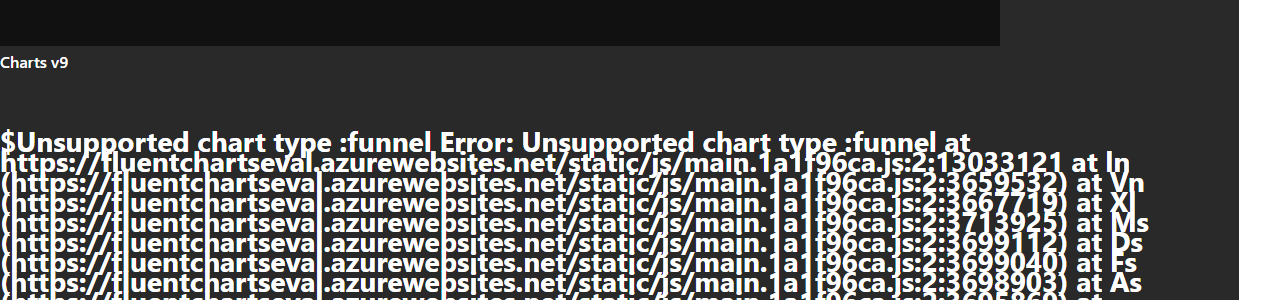 Charts v9
$Unsupported chart type :funnel Error: Unsupported chart type :funnel at
https://fluentchartseval.azurewebsites.net/static/js/main.1a1f96ca.js:2:13033121 at In
(https://fluentchartseval.azurewebsites.net/static/js/main.1a1f96ca.js:2:3659532) at Vn
(https://fluentchartseval.azurewebsites.net/static/js/main.1a1f96ca.js:2:3667719) at Xl
(https://fluentchartseval.azurewebsites.net/static/js/main.1a1f96ca.js:2:3713925) at Ms
(https://fluentchartseval.azurewebsites.net/static/js/main.1a1f96ca.js:2:3699112) at Ds
(https://fluentchartseval.azurewebsites.net/static/js/main.1a1f96ca.js:2:3699040) at Fs
(https://fluentchartseval.azurewebsites.net/static/js/main.1a1f96ca.js:2:3698903) at As